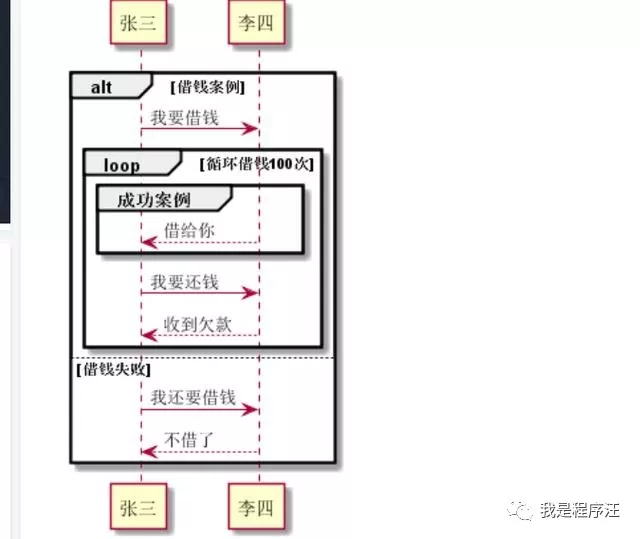 张三 李四
alt [借钱案例]
我要借钱
loop [循环借钱100次]
成功案例
借给你
我要还钱
收到欠款
[借钱失败]
我还要借钱
不借了
张三 李四
我是程序汪